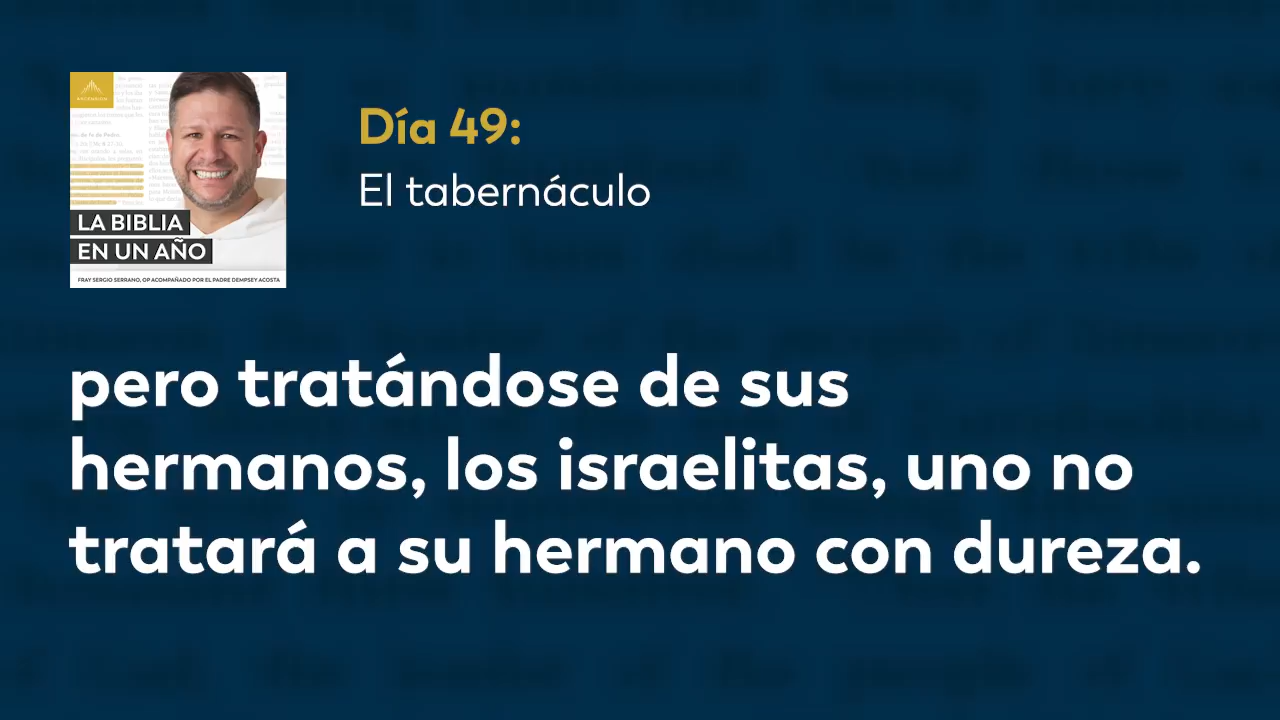 ASCENSION
LA BIBLIA
EN UN AÑO
FRAY SERGIO SERRANO, OP ACOMPAÑADO POR EL PADRE DEMPSEY ACOSTA
Día 49:
El tabernáculo
pero tratándose de sus
hermanos, los israelitas, uno no
tratará a su hermano con dureza.